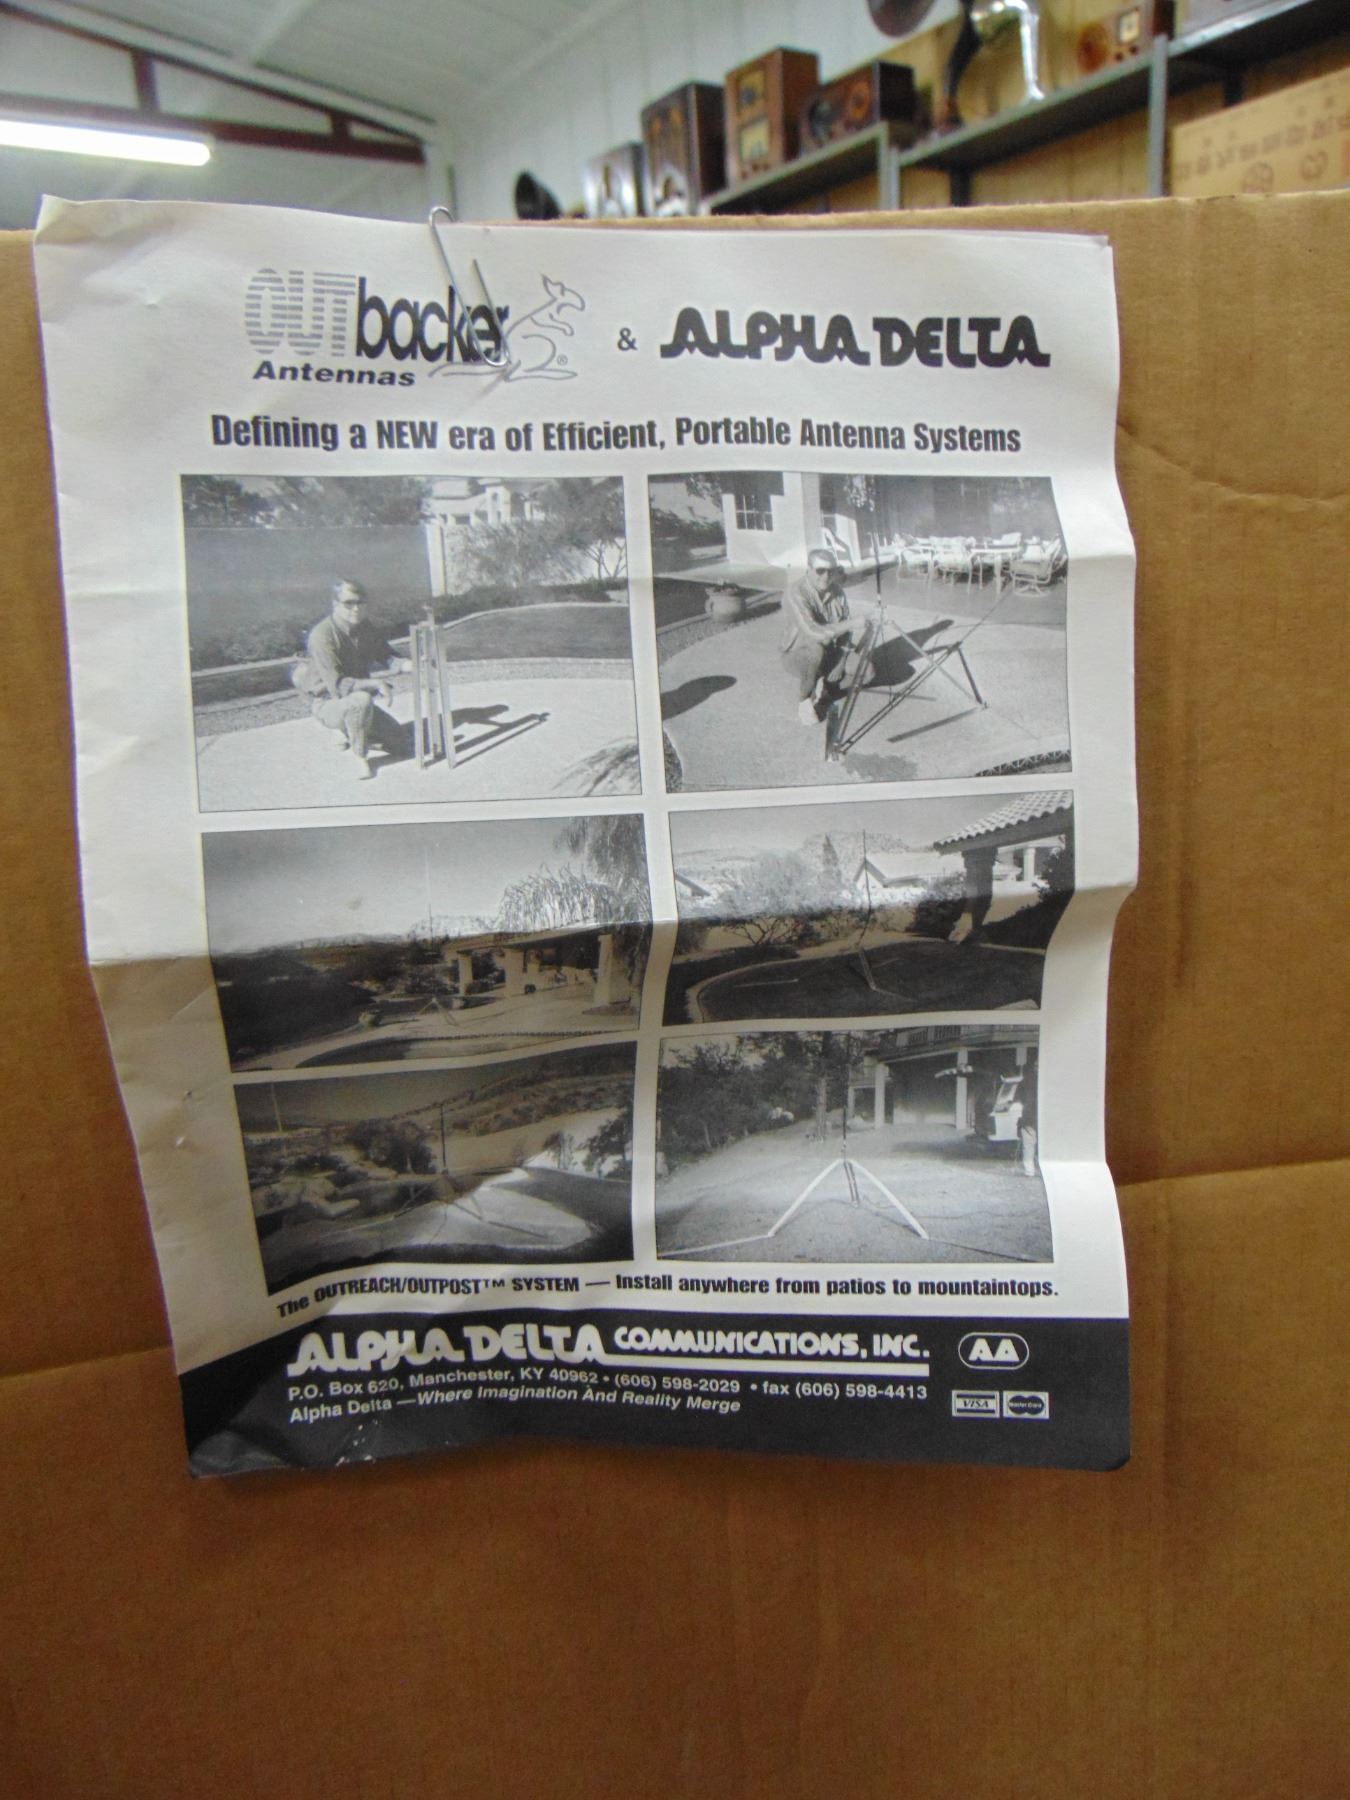 OUTbacker®
Antennas
& ALPHA DELTA
Defining a NEW era of Efficient, Portable Antenna Systems
The OUTREACH/OUTPOST™ SYSTEM — Install anywhere from patios to mountaintops.
ALPHA DELTA COMMUNICATIONS, INC.
P.O. Box 620, Manchester, KY 40962 • (606) 598-2029 • fax (606) 598-4413
Alpha Delta — Where Imagination And Reality Merge
VISA
MasterCard